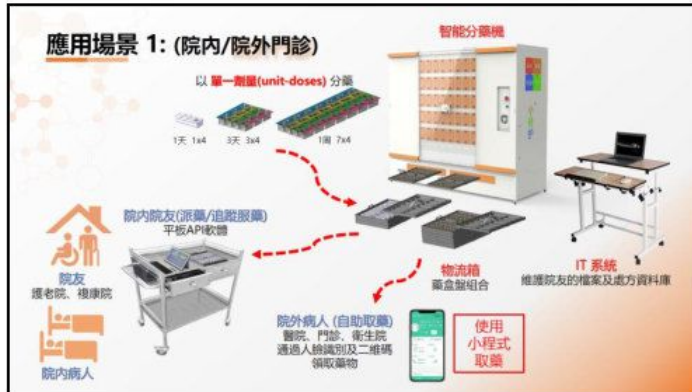 應用場景 1: (院內/院外門診)
智能分藥機
以 單一劑量(unit-doses) 分藥
1天 1x4
3天 3x4
1周 7x4
院內院友(派藥/追蹤服藥)
平板API軟體
院友
護老院、複康院
院內病人
物流箱
藥盒盤組合
IT 系統
維護院友的檔案及處方資料庫
院外病人 (自助取藥)
醫院、門診、衛生院
通過人臉識別及二維碼
領取藥物
使用
小程式
取藥